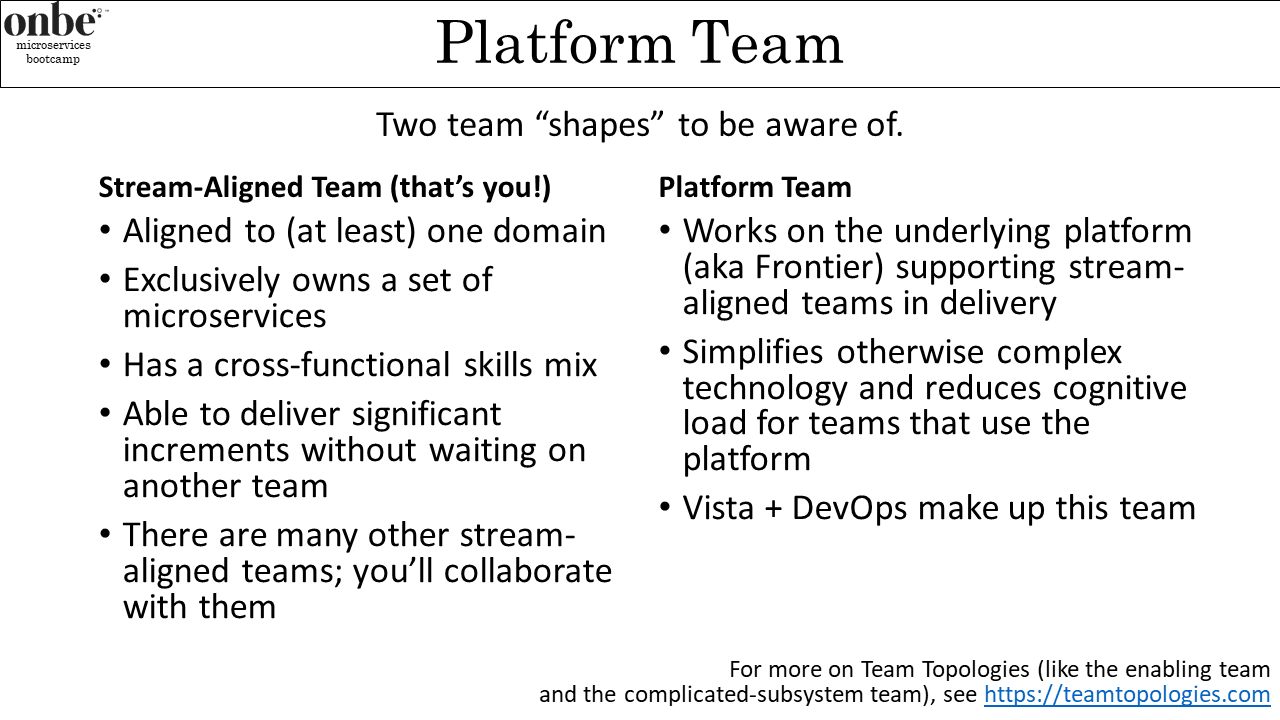 onbe
microservices
bootcamp
Platform Team
Two team “shapes” to be aware of.
Stream-Aligned Team (that’s you!)
• Aligned to (at least) one domain
• Exclusively owns a set of
microservices
• Has a cross-functional skills mix
• Able to deliver significant
increments without waiting on
another team
• There are many other stream-
aligned teams; you’ll collaborate
with them
Platform Team
• Works on the underlying platform
(aka Frontier) supporting stream-
aligned teams in delivery
• Simplifies otherwise complex
technology and reduces cognitive
load for teams that use the
platform
• Vista + DevOps make up this team
For more on Team Topologies (like the enabling team
and the complicated-subsystem team), see https://teamtopologies.com